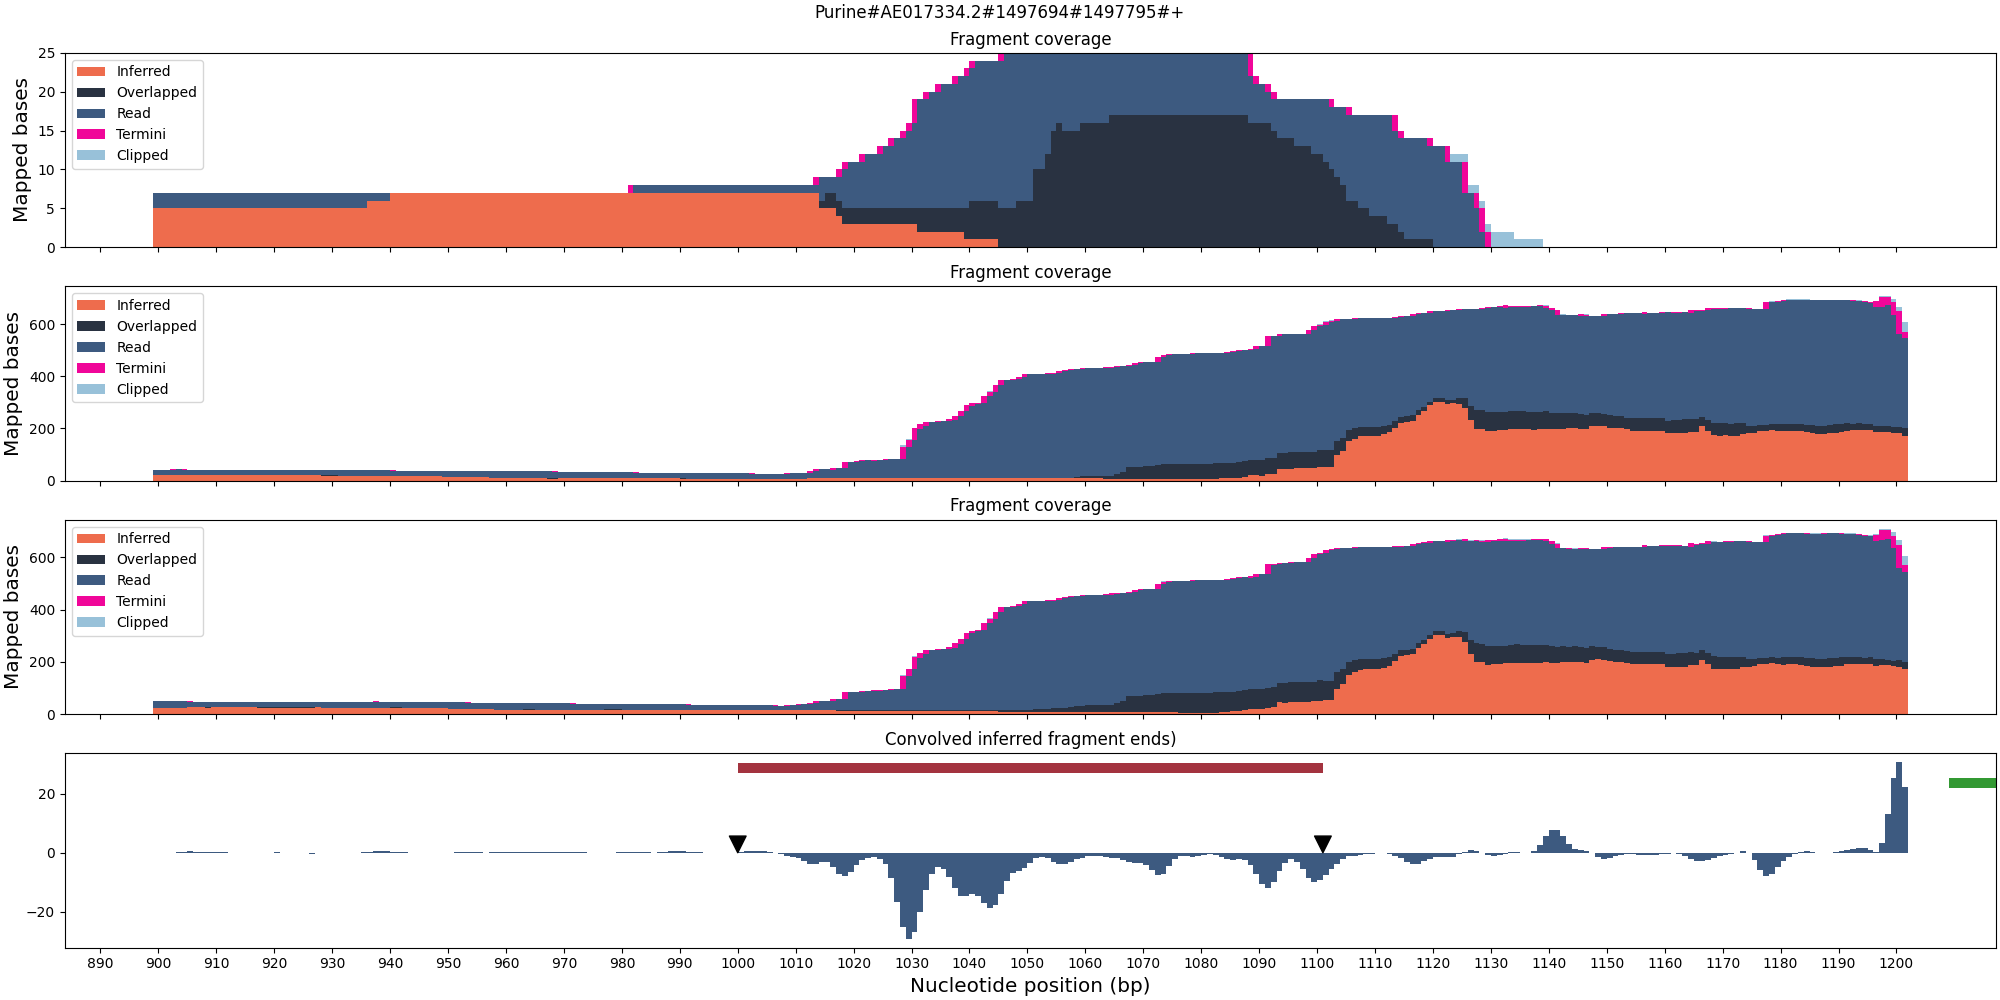 Purine#AE017334.2#1497694#1497795#+
Fragment coverage
Mapped bases
25
20
15
10
5
0
Inferred
Overlapped
Read
Termini
Clipped
Fragment coverage
Mapped bases
600
400
200
0
Inferred
Overlapped
Read
Termini
Clipped
Fragment coverage
Mapped bases
600
400
200
0
Inferred
Overlapped
Read
Termini
Clipped
Convolved inferred fragment ends)
20
0
−20
890 900 910 920 930 940 950 960 970 980 990 1000 1010 1020 1030 1040 1050 1060 1070 1080 1090 1100 1110 1120 1130 1140 1150 1160 1170 1180 1190 1200
Nucleotide position (bp)